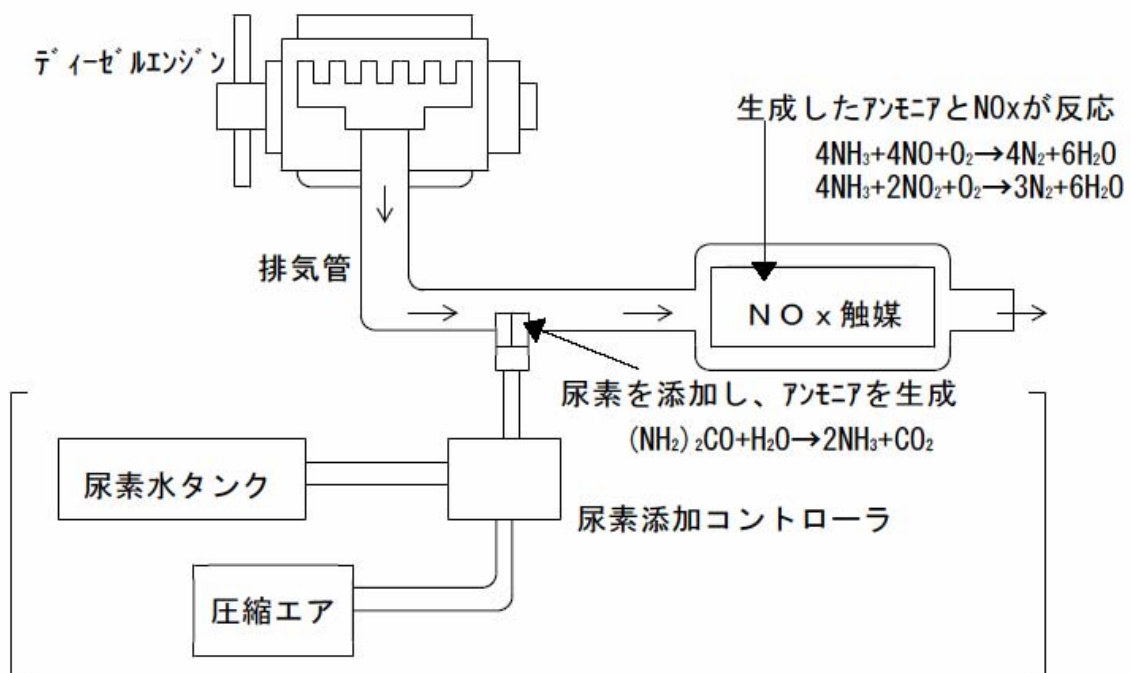 ディーゼルエンジン
生成したアンモニアとNOxが反応
4NH₃+4NO+O₂→4N₂+6H₂O
4NH₃+2NO₂+O₂→3N₂+6H₂O
排気管
NOx触媒
尿素を添加し、アンモニアを生成
(NH₂)₂CO+H₂O→2NH₃+CO₂
尿素水タンク
尿素添加コントローラ
圧縮エア